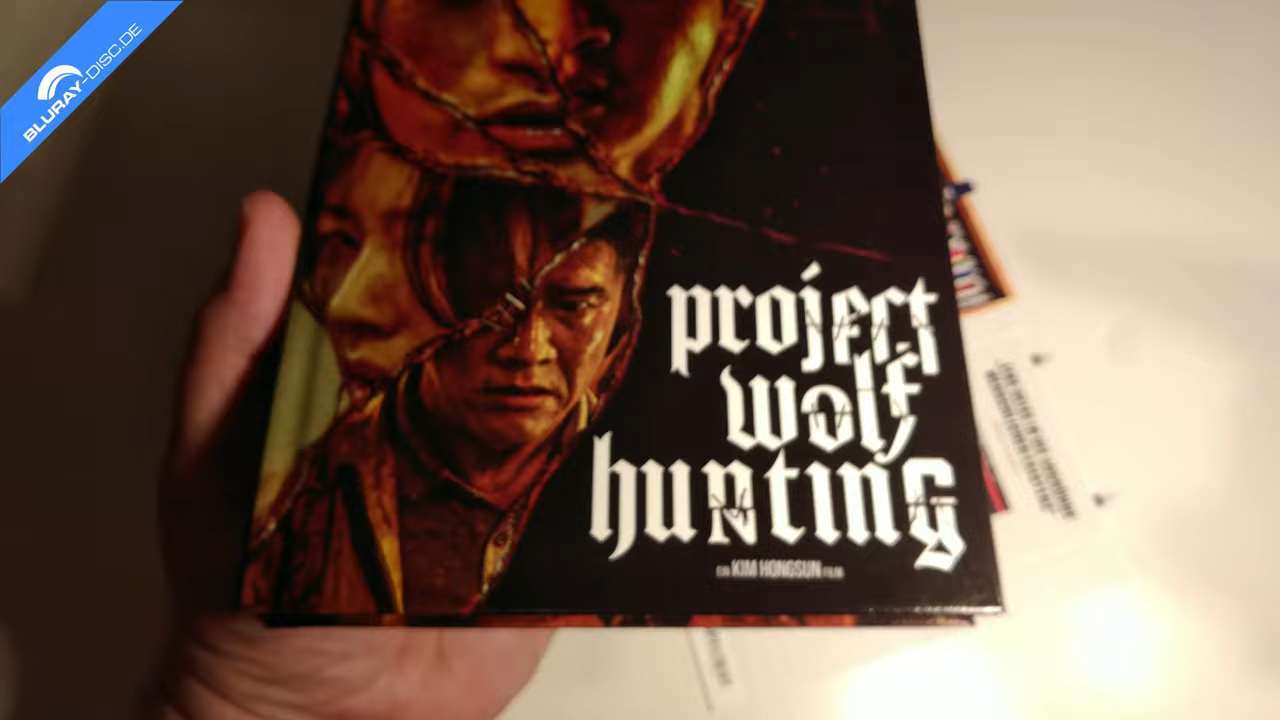 BLURAY-DISC.DE
project
wolf
hunting
EIN KIM HONGSUN FILM